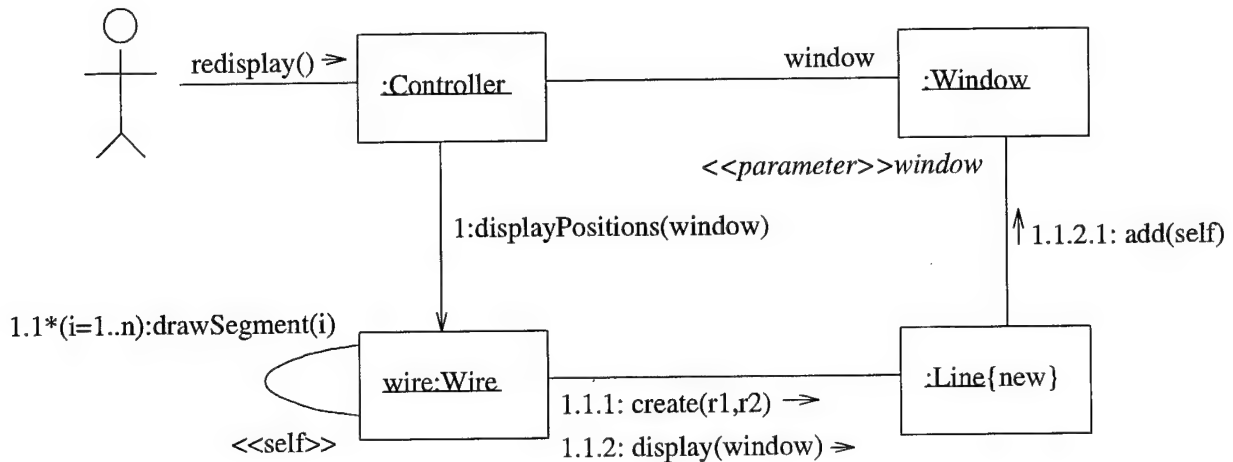 redisplay()
:Controller
window
:Window
<<parameter>>window
1:displayPositions(window)
1.1.2.1: add(self)
1.1*(i=1..n):drawSegment(i)
wire:Wire
:Line{new}
1.1.1: create(r1,r2)
<<self>>
1.1.2: display(window)